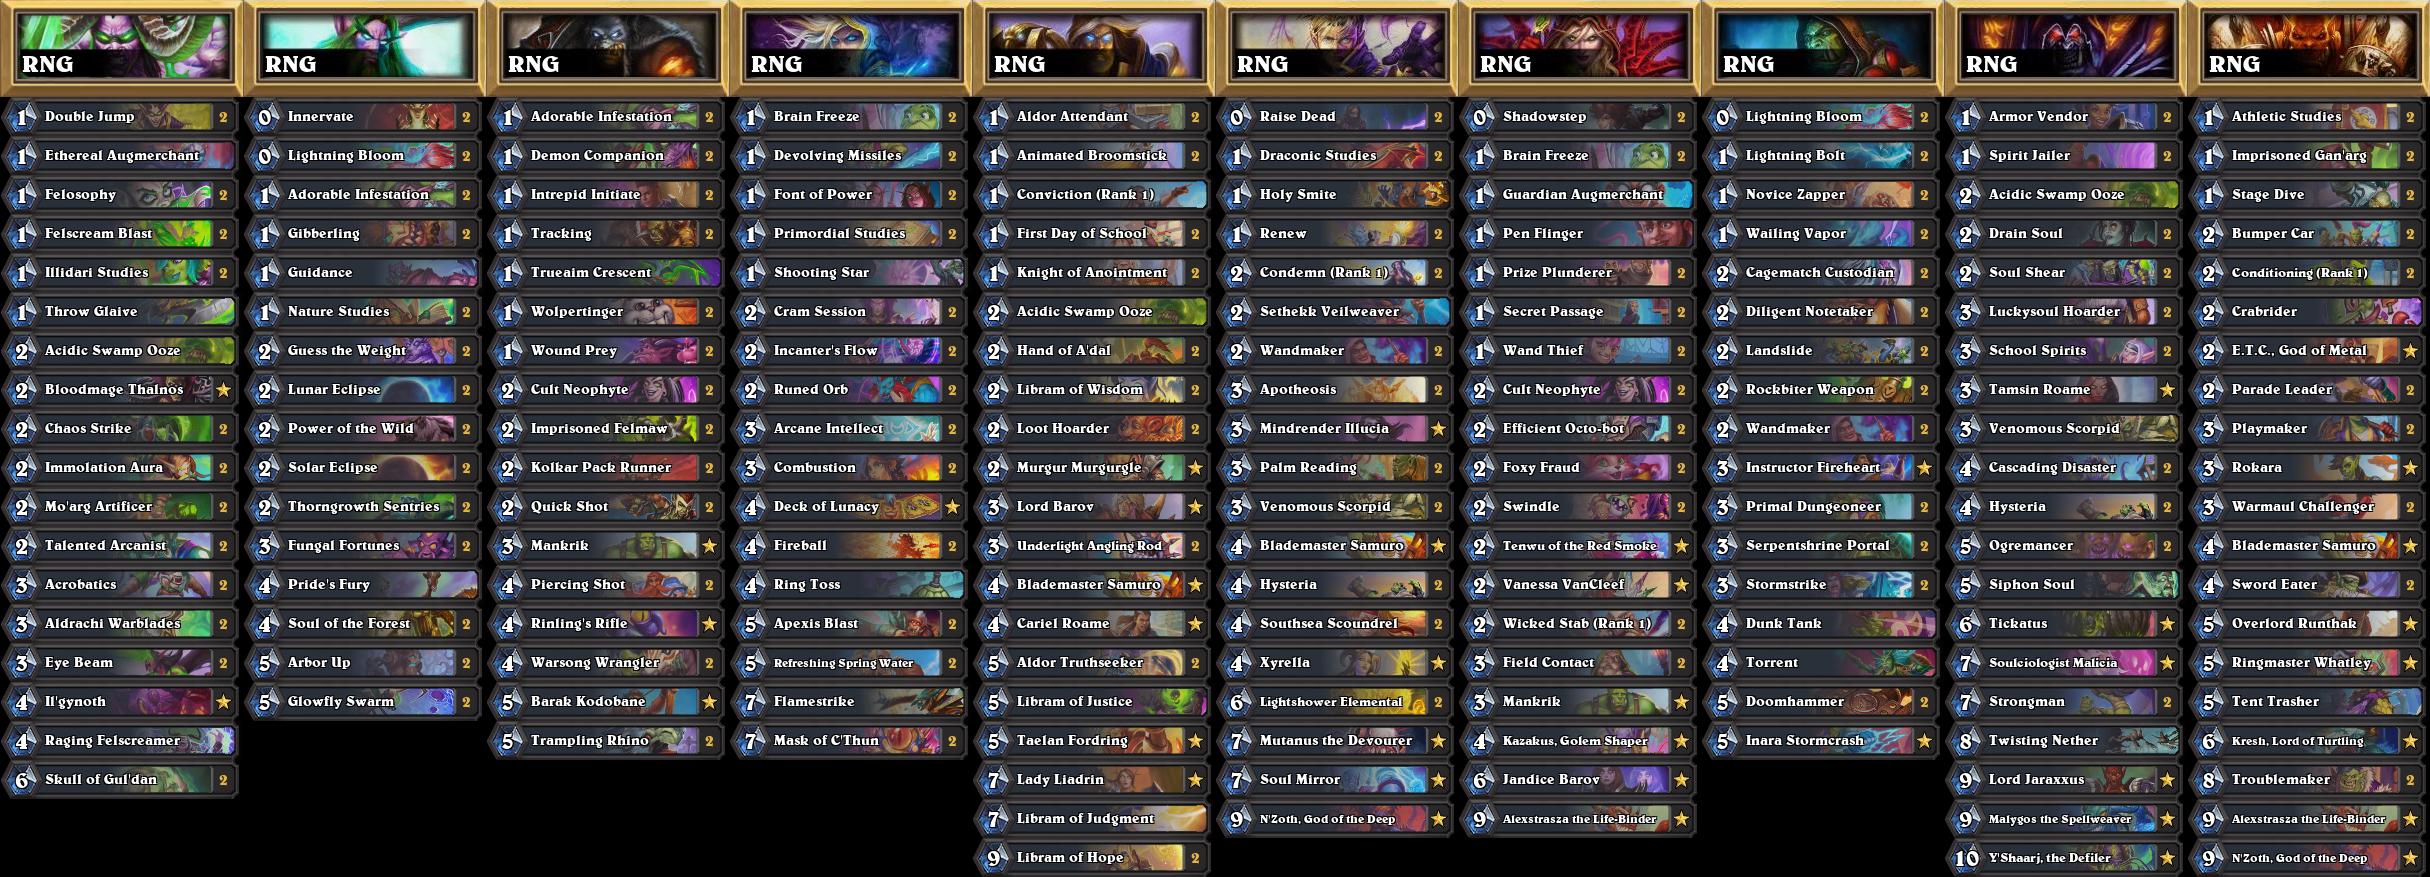 RNG
1 Double Jump 2
1 Ethereal Augmerchant
1 Felosophy 2
1 Felscream Blast 2
1 Illidari Studies 2
1 Throw Glaive
2 Acidic Swamp Ooze
2 Bloodmage Thalnos
2 Chaos Strike 2
2 Immolation Aura 2
2 Mo'arg Artificer 2
2 Talented Arcanist 2
3 Acrobatics 2
3 Aldrachi Warblades 2
3 Eye Beam 2
4 Il'gynoth
4 Raging Felscreamer
6 Skull of Gul'dan 2
RNG
0 Innervate 2
0 Lightning Bloom 2
1 Adorable Infestation 2
1 Gibberling 2
1 Guidance
1 Nature Studies 2
2 Guess the Weight 2
2 Lunar Eclipse 2
2 Power of the Wild 2
2 Solar Eclipse 2
2 Thorngrowth Sentries 2
3 Fungal Fortunes 2
4 Pride's Fury
4 Soul of the Forest 2
5 Arbor Up 2
5 Glowfly Swarm 2
RNG
1 Adorable Infestation 2
1 Demon Companion 2
1 Intrepid Initiate 2
1 Tracking 2
1 Trueaim Crescent
1 Wolpertinger 2
1 Wound Prey 2
2 Cult Neophyte 2
2 Imprisoned Felmaw 2
2 Kolkar Pack Runner 2
2 Quick Shot 2
3 Mankrik
4 Piercing Shot 2
4 Rinling's Rifle
4 Warsong Wrangler 2
5 Barak Kodobane
5 Trampling Rhino 2
RNG
1 Brain Freeze 2
1 Devolving Missiles 2
1 Font of Power 2
1 Primordial Studies 2
1 Shooting Star
2 Cram Session 2
2 Incanter's Flow 2
2 Runed Orb 2
3 Arcane Intellect 2
3 Combustion 2
4 Deck of Lunacy
4 Fireball 2
4 Ring Toss
5 Apexis Blast 2
5 Refreshing Spring Water 2
7 Flamestrike
7 Mask of C'Thun 2
RNG
1 Aldor Attendant 2
1 Animated Broomstick 2
1 Conviction (Rank 1)
1 First Day of School 2
1 Knight of Anointment 2
2 Acidic Swamp Ooze
2 Hand of A'dal 2
2 Libram of Wisdom 2
2 Loot Hoarder 2
2 Murgur Murgurgle
3 Lord Barov
3 Underlight Angling Rod 2
4 Blademaster Samuro
4 Cariel Roame
5 Aldor Truthseeker 2
5 Libram of Justice
5 Taelan Fordring
7 Lady Liadrin
7 Libram of Judgment
9 Libram of Hope 2
RNG
0 Raise Dead 2
1 Draconic Studies 2
1 Holy Smite 2
1 Renew 2
2 Condemn (Rank 1) 2
2 Sethekk Veilweaver
2 Wandmaker 2
3 Apotheosis 2
3 Mindrender Illucia
3 Palm Reading 2
3 Venomous Scorpid 2
4 Blademaster Samuro
4 Hysteria 2
4 Southsea Scoundrel 2
4 Xyrella
6 Lightshower Elemental 2
7 Mutanus the Devourer
7 Soul Mirror
9 N'Zoth, God of the Deep
RNG
0 Shadowstep 2
1 Brain Freeze 2
1 Guardian Augmerchant
1 Pen Flinger
1 Prize Plunderer 2
1 Secret Passage 2
1 Wand Thief 2
2 Cult Neophyte 2
2 Efficient Octo-bot 2
2 Foxy Fraud 2
2 Swindle 2
2 Tenwu of the Red Smoke
2 Vanessa VanCleef
2 Wicked Stab (Rank 1) 2
3 Field Contact 2
3 Mankrik
4 Kazakus, Golem Shaper
6 Jandice Barov
9 Alexstrasza the Life-Binder
RNG
0 Lightning Bloom 2
1 Lightning Bolt 2
1 Novice Zapper 2
1 Wailing Vapor 2
2 Cagematch Custodian 2
2 Diligent Notetaker 2
2 Landslide 2
2 Rockbiter Weapon 2
2 Wandmaker 2
3 Instructor Fireheart
3 Primal Dungeoneer 2
3 Serpentshrine Portal 2
3 Stormstrike 2
4 Dunk Tank
4 Torrent
5 Doomhammer 2
5 Inara Stormcrash
RNG
1 Armor Vendor 2
1 Spirit Jailer 2
2 Acidic Swamp Ooze
2 Drain Soul 2
2 Soul Shear 2
3 Luckysoul Hoarder 2
3 School Spirits 2
3 Tamsin Roame
3 Venomous Scorpid
4 Cascading Disaster 2
4 Hysteria 2
5 Ogremancer 2
5 Siphon Soul
6 Tickatus
7 Soulciologist Malicia
7 Strongman 2
8 Twisting Nether
9 Lord Jaraxxus
9 Malygos the Spellweaver
10 Y'Shaarj, the Defiler
RNG
1 Athletic Studies 2
1 Imprisoned Gan'arg 2
1 Stage Dive 2
2 Bumper Car 2
2 Conditioning (Rank 1) 2
2 Crabrider
2 E.T.C., God of Metal
2 Parade Leader 2
3 Playmaker 2
3 Rokara
3 Warmaul Challenger 2
4 Blademaster Samuro
4 Sword Eater 2
5 Overlord Runthak
5 Ringmaster Whatley
5 Tent Trasher
6 Kresh, Lord of Turtling
8 Troublemaker 2
9 Alexstrasza the Life-Binder
9 N'Zoth, God of the Deep